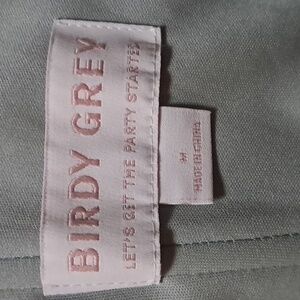 BIRDY GREY
LET'S GET THE PARTY STARTED
M
MADE IN CHINA